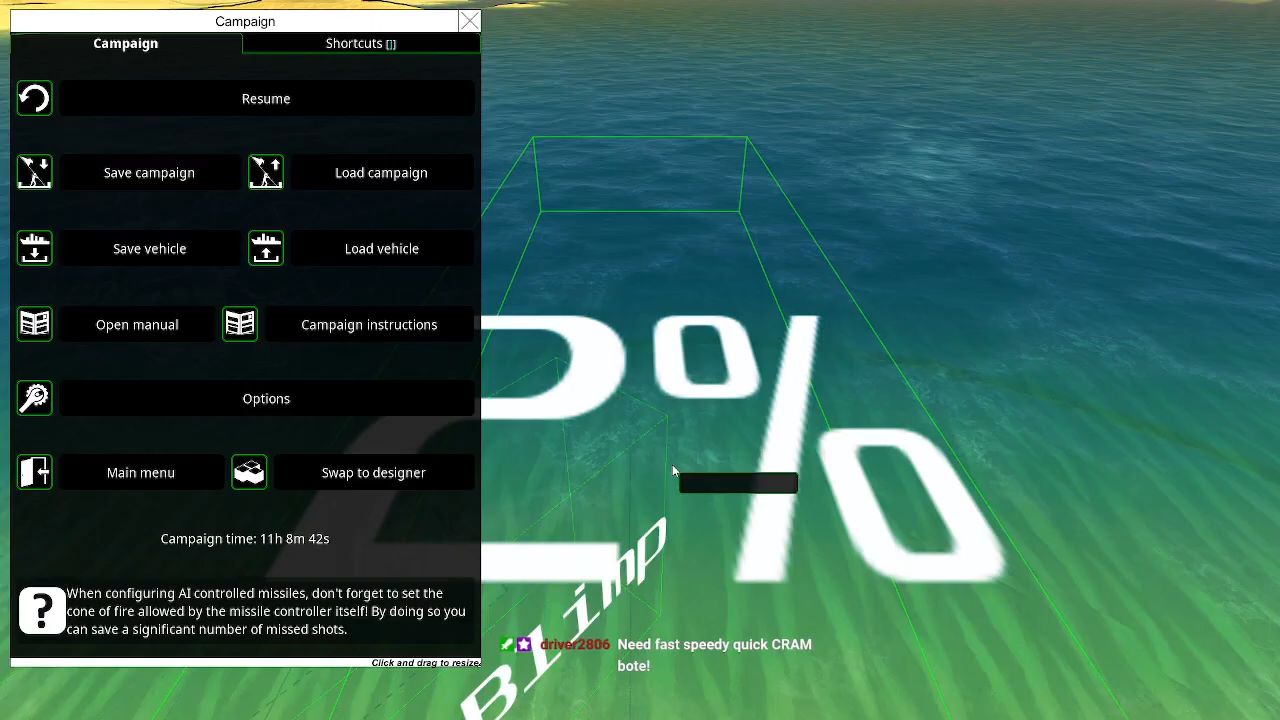 Campaign
Campaign
Shortcuts []]
Resume
Save campaign
Load campaign
Save vehicle
Load vehicle
Open manual
Campaign instructions
Options
Main menu
Swap to designer
Campaign time: 11h 8m 42s
When configuring AI controlled missiles, don't forget to set the
cone of fire allowed by the missile controller itself! By doing so you
can save a significant number of missed shots.
Click and drag to resize.
2%
Blimp
driver2806 Need fast speedy quick CRAM
bote!